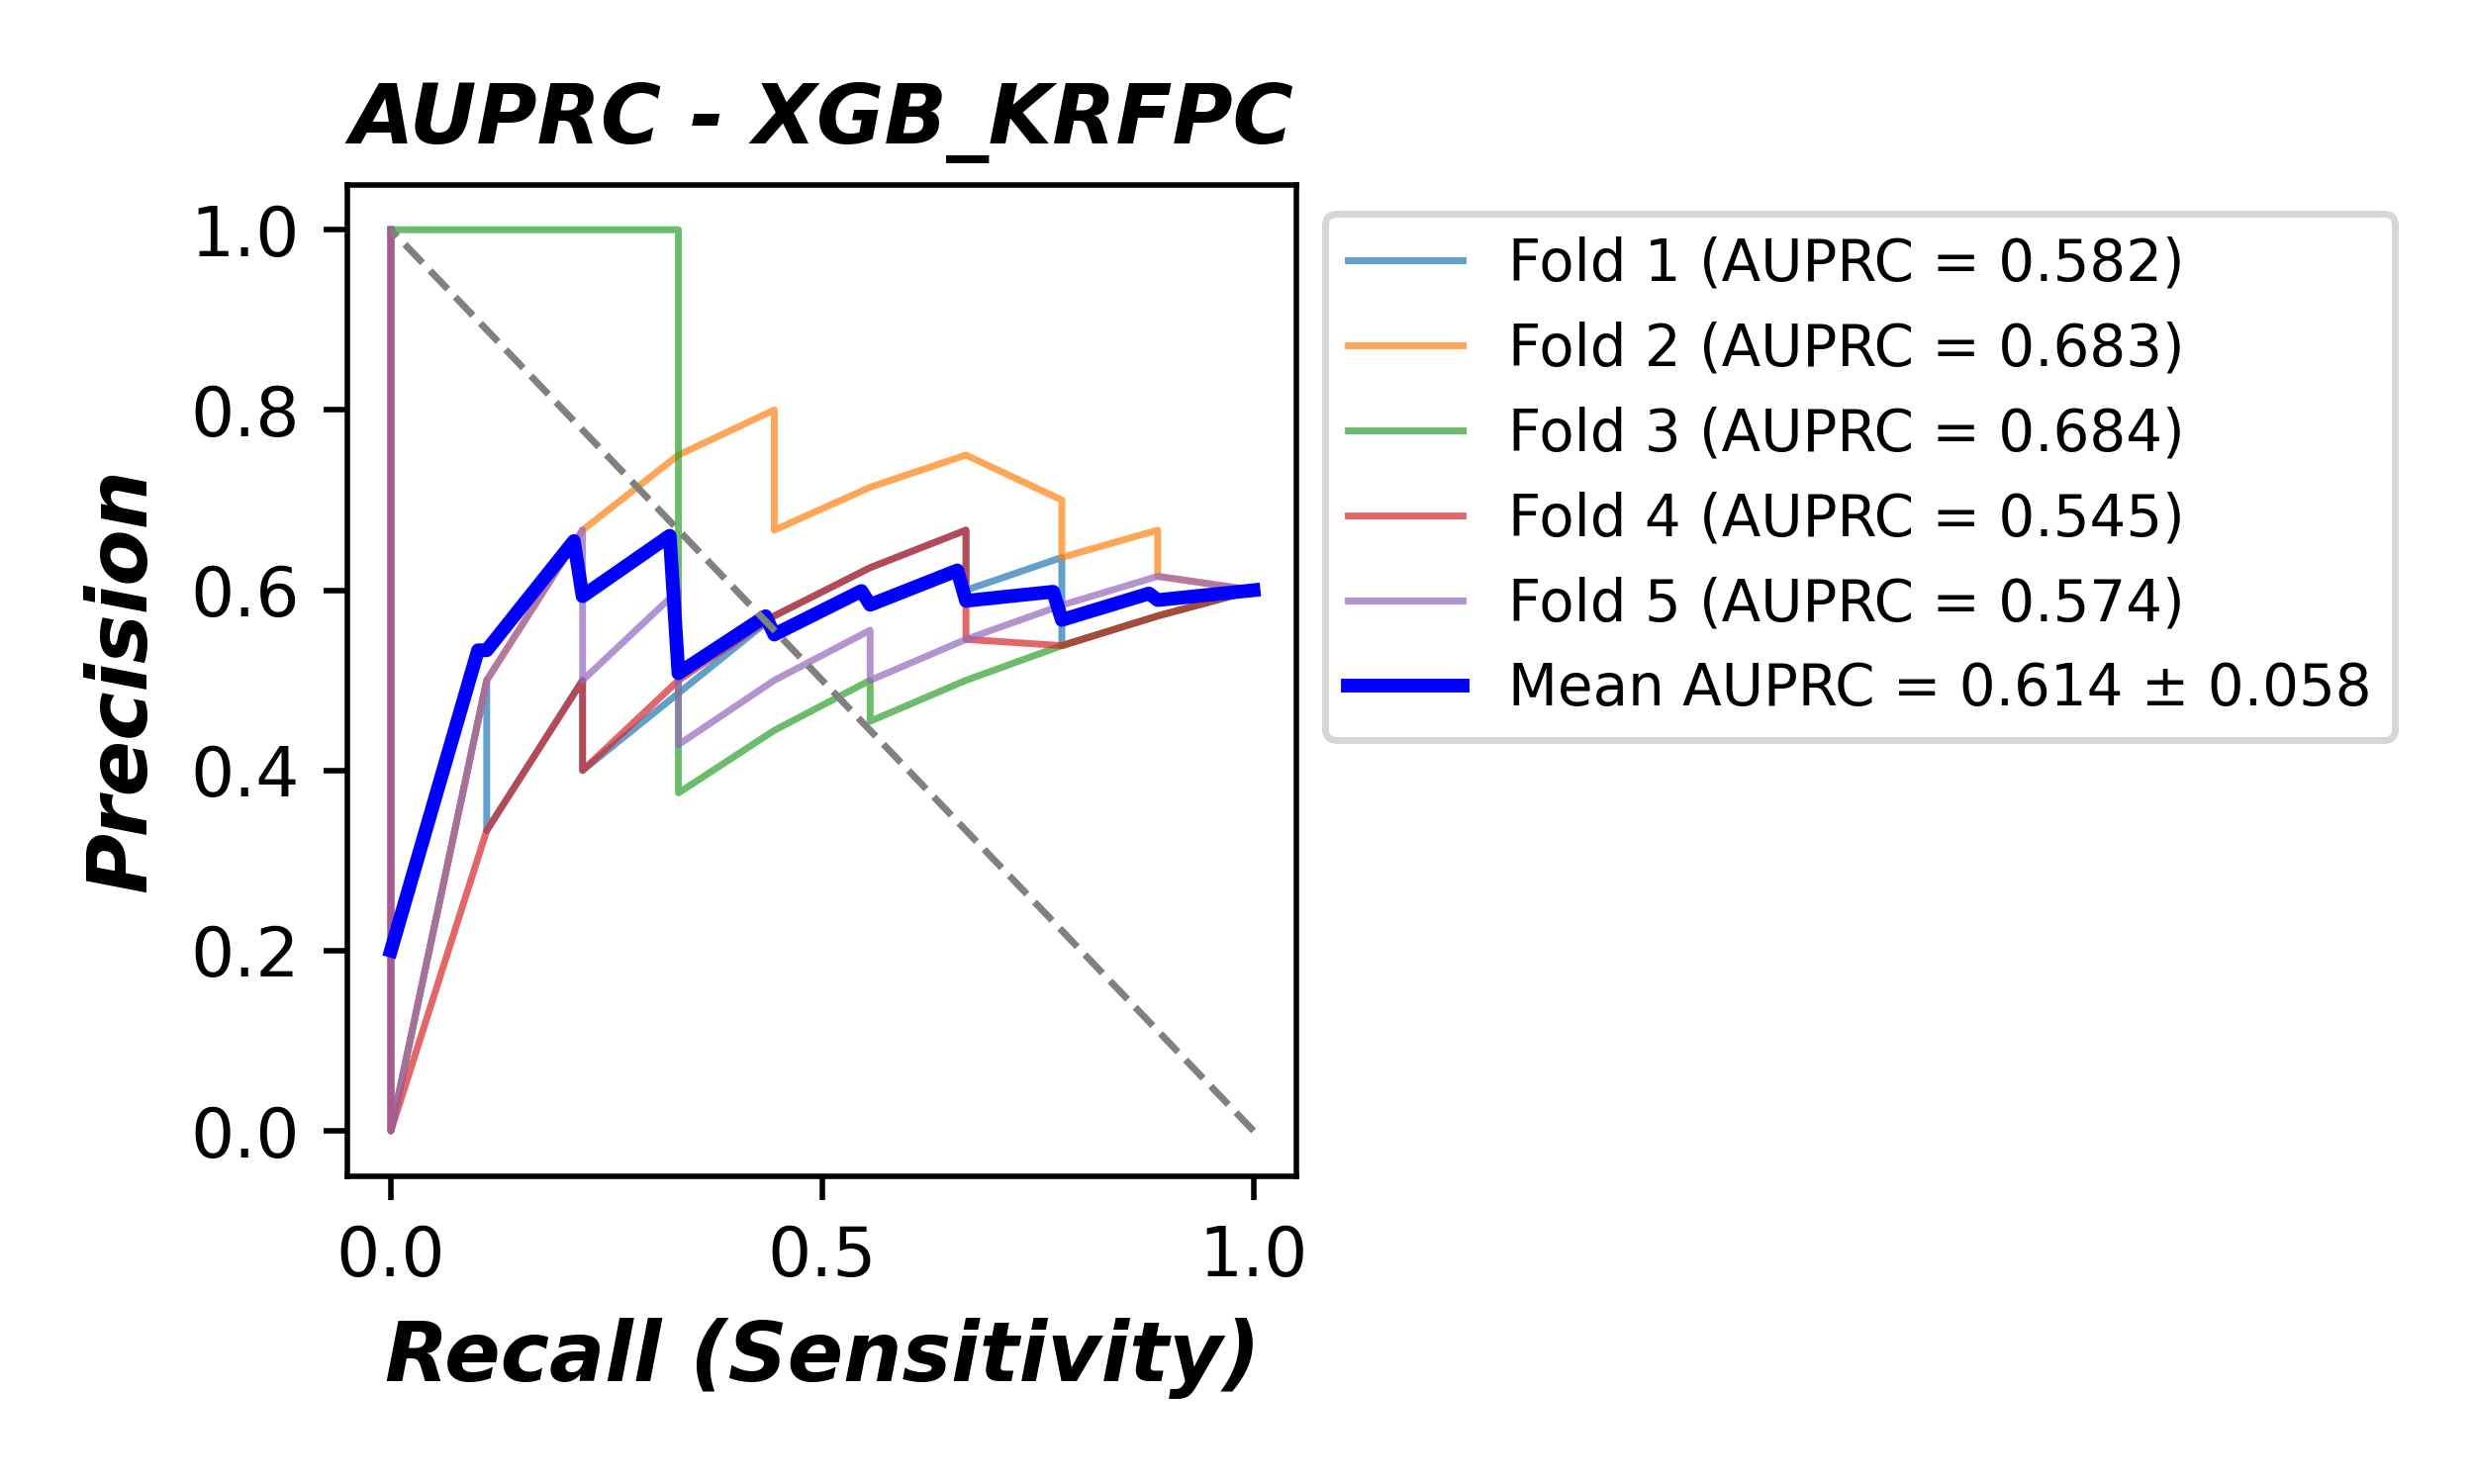 AUPRC - XGB_KRFPC
1.0
0.8
0.6
0.4
0.2
0.0
Precision
0.0 0.5 1.0
Recall (Sensitivity)
Fold 1 (AUPRC = 0.582)
Fold 2 (AUPRC = 0.683)
Fold 3 (AUPRC = 0.684)
Fold 4 (AUPRC = 0.545)
Fold 5 (AUPRC = 0.574)
Mean AUPRC = 0.614 ± 0.058